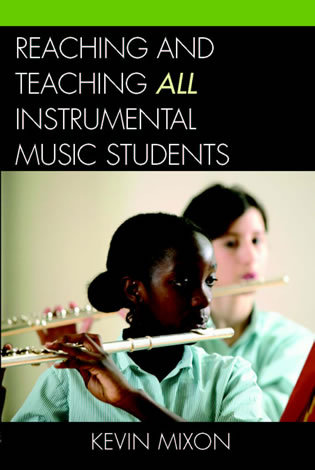 REACHING AND
TEACHING ALL
INSTRUMENTAL
MUSIC STUDENTS
KEVIN MIXON